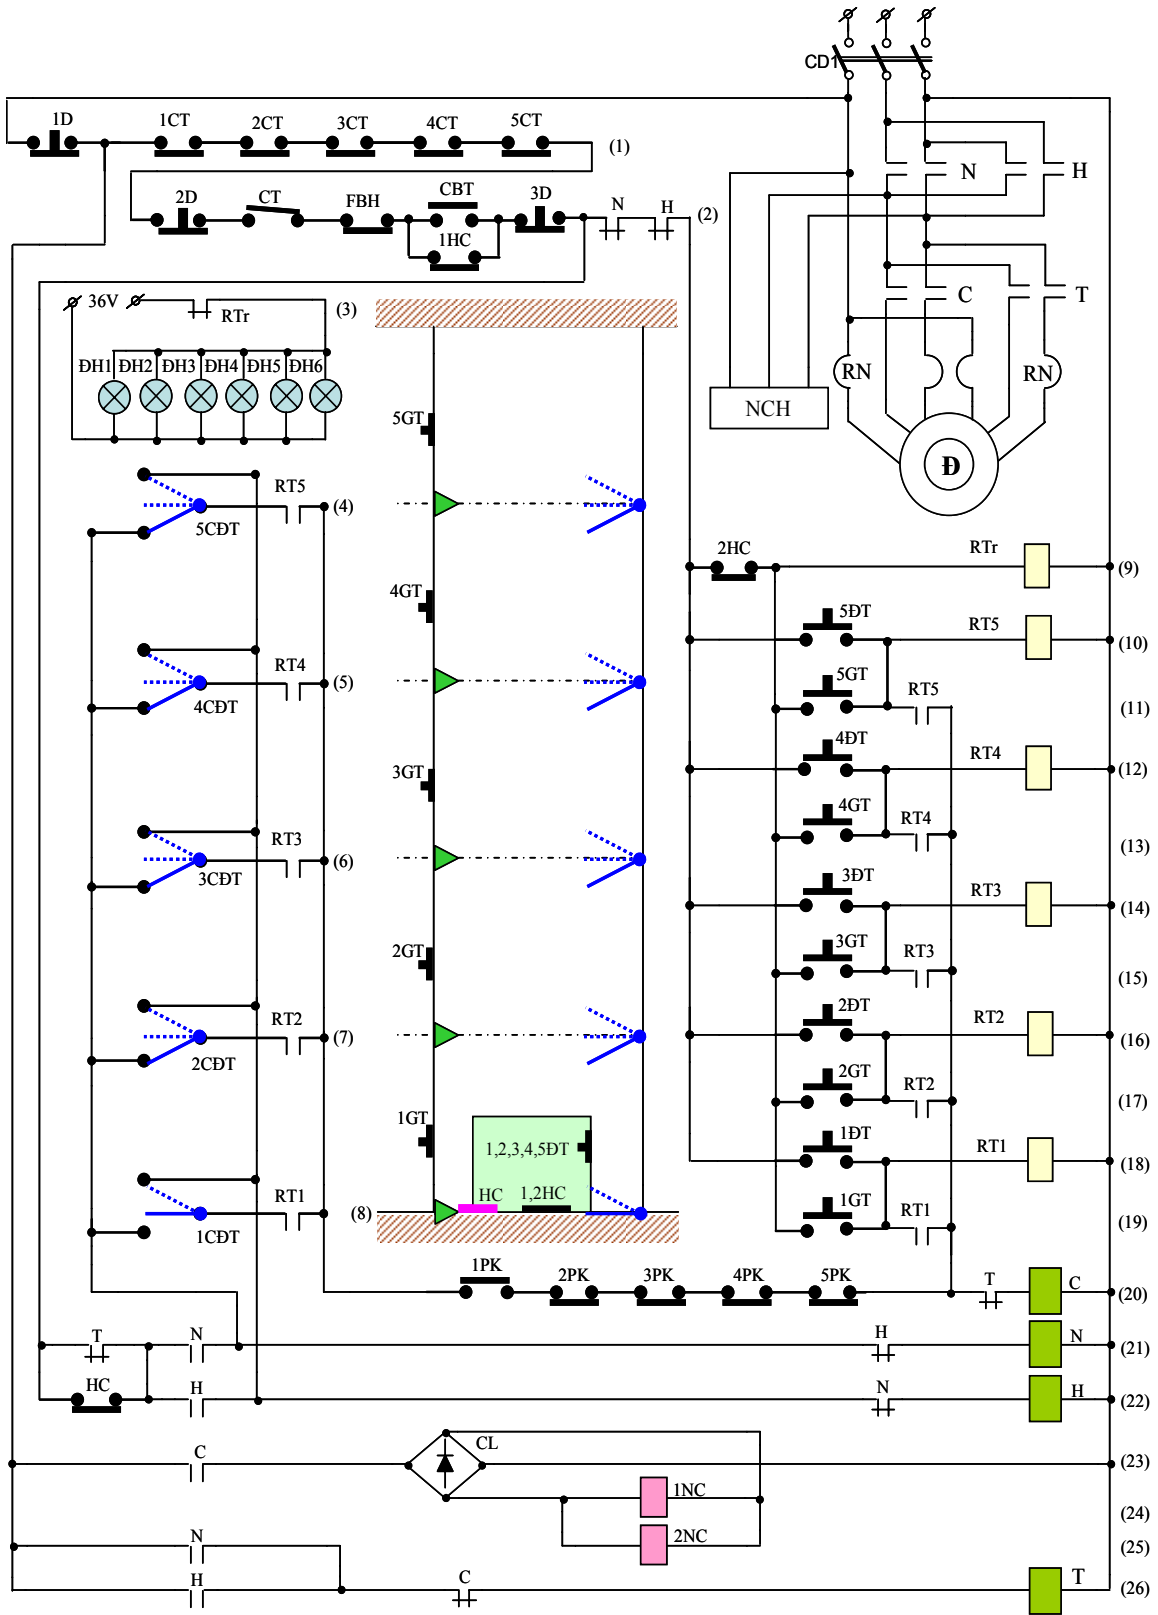 CD1
1D 1CT 2CT 3CT 4CT 5CT (1)
N H
2D CT FBH CBT 3D N H (2)
1HC
36V RTr (3)
C T
ĐH1 ĐH2 ĐH3 ĐH4 ĐH5 ĐH6
RN RN
NCH
5GT
Đ
RT5 (4)
5CĐT
2HC RTr (9)
4GT
5ĐT RT5 (10)
RT4 (5)
4CĐT
5GT RT5 (11)
4ĐT RT4 (12)
3GT
4GT RT4 (13)
RT3 (6)
3CĐT
3ĐT RT3 (14)
2GT
3GT RT3 (15)
RT2 (7)
2CĐT
2ĐT RT2 (16)
2GT RT2 (17)
1GT
1,2,3,4,5ĐT
1ĐT RT1 (18)
RT1 (8)
1CĐT
HC 1,2HC
1GT RT1 (19)
1PK 2PK 3PK 4PK 5PK T C (20)
T N H N (21)
HC H N H (22)
C CL (23)
1NC (24)
N 2NC (25)
H C T (26)